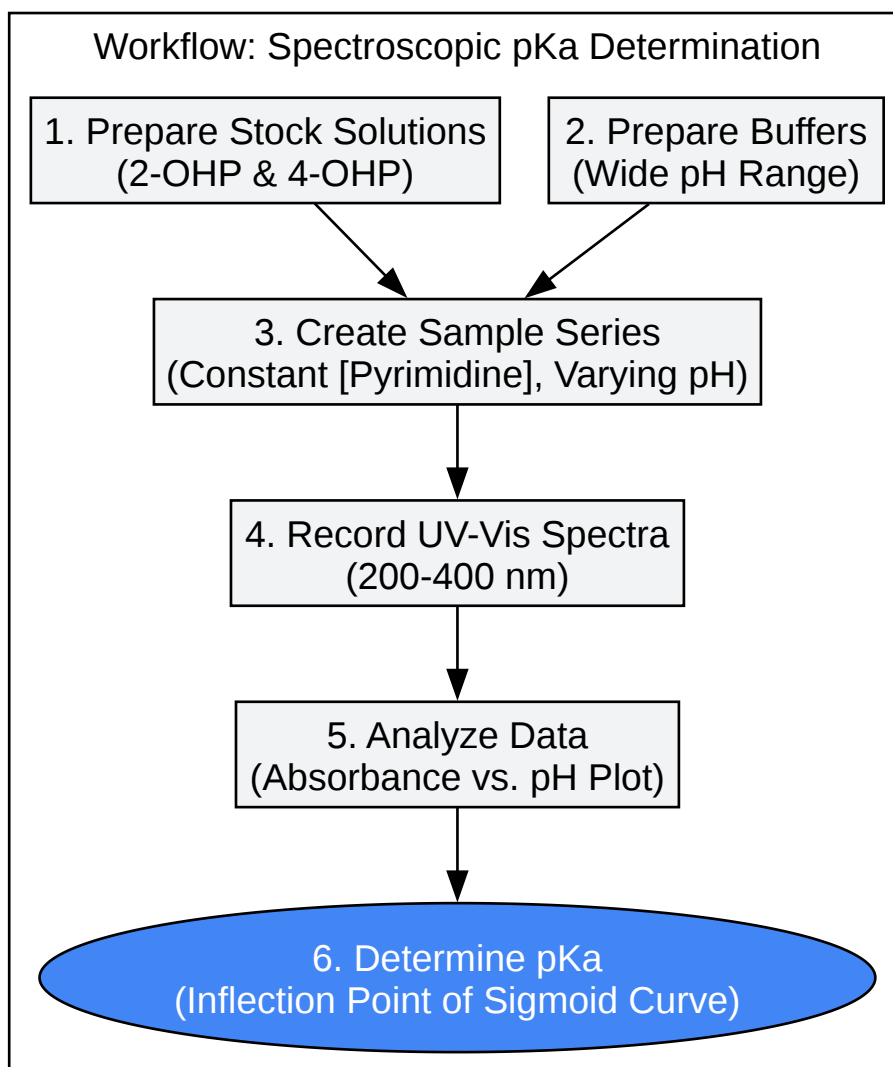 Workflow: Spectroscopic pKa Determination
1. Prepare Stock Solutions
(2-OHP & 4-OHP)
2. Prepare Buffers
(Wide pH Range)
3. Create Sample Series
(Constant [Pyrimidine], Varying pH)
4. Record UV-Vis Spectra
(200-400 nm)
5. Analyze Data
(Absorbance vs. pH Plot)
6. Determine pKa
(Inflection Point of Sigmoid Curve)